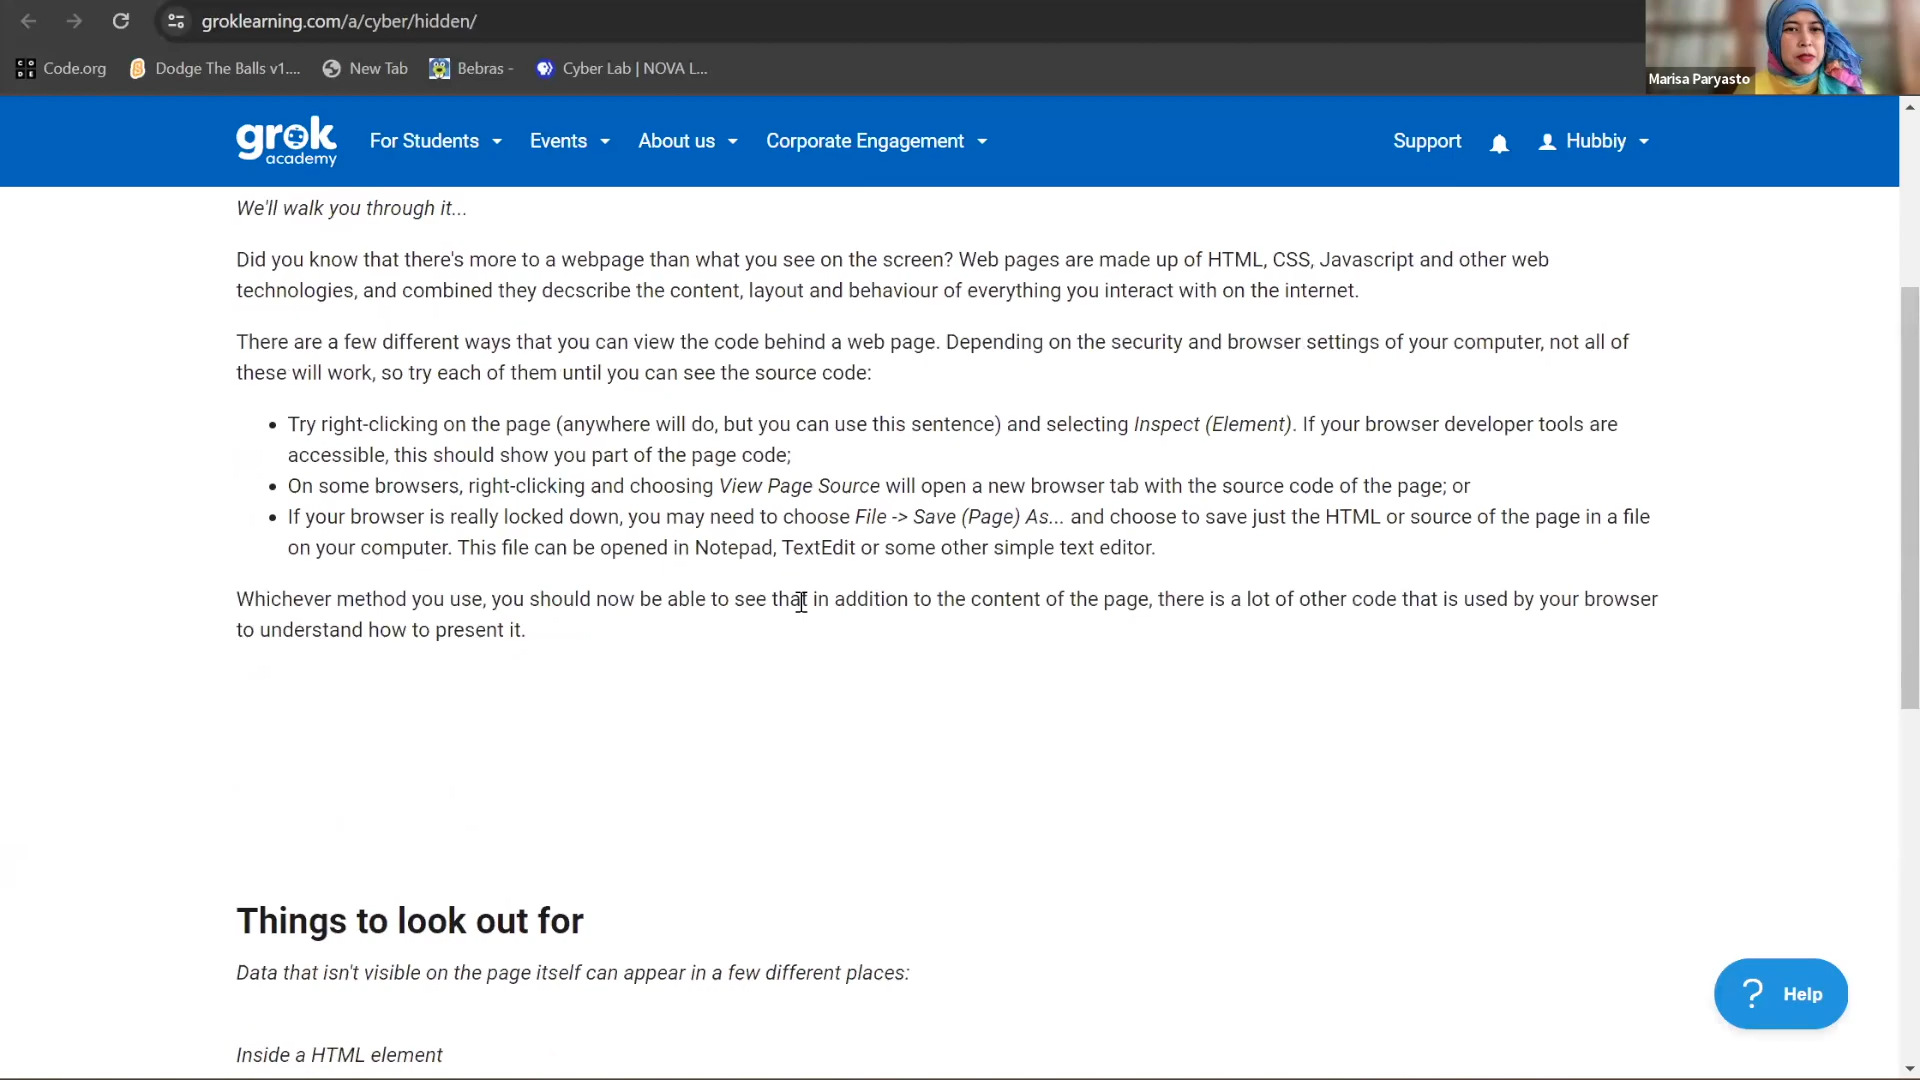 groklearning.com/a/cyber/hidden/
Marisa Paryasto
Code.org
Dodge The Balls v1....
New Tab
Bebras -
Cyber Lab | NOVA L...
grok
academy
For Students
Events
About us
Corporate Engagement
Support
Hubbiy
We'll walk you through it...
Did you know that there's more to a webpage than what you see on the screen? Web pages are made up of HTML, CSS, Javascript and other web
technologies, and combined they decscribe the content, layout and behaviour of everything you interact with on the internet.
There are a few different ways that you can view the code behind a web page. Depending on the security and browser settings of your computer, not all of
these will work, so try each of them until you can see the source code:
• Try right-clicking on the page (anywhere will do, but you can use this sentence) and selecting Inspect (Element). If your browser developer tools are
accessible, this should show you part of the page code;
• On some browsers, right-clicking and choosing View Page Source will open a new browser tab with the source code of the page; or
• If your browser is really locked down, you may need to choose File -> Save (Page) As... and choose to save just the HTML or source of the page in a file
on your computer. This file can be opened in Notepad, TextEdit or some other simple text editor.
Whichever method you use, you should now be able to see that in addition to the content of the page, there is a lot of other code that is used by your browser
to understand how to present it.
Things to look out for
Data that isn't visible on the page itself can appear in a few different places:
? Help
Inside a HTML element